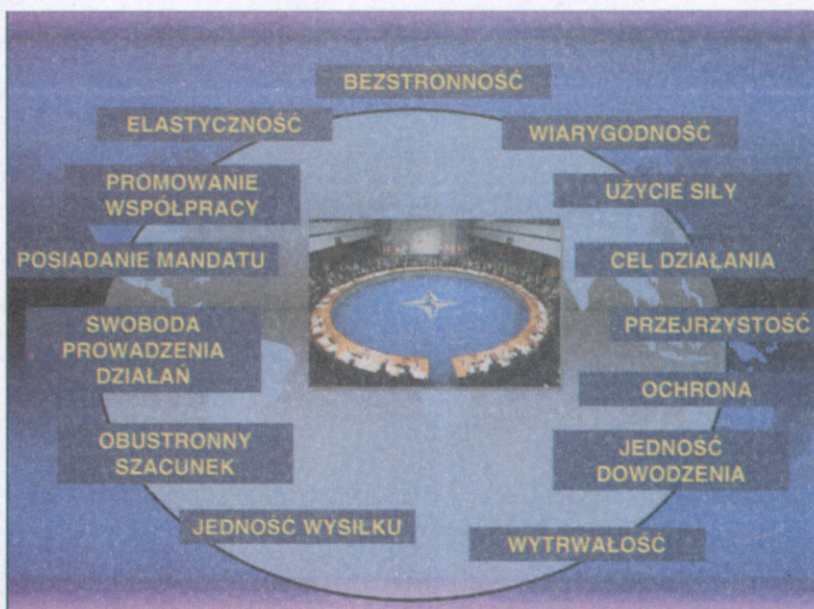 BEZSTRONNOŚĆ
ELASTYCZNOŚĆ
WIARYGODNOŚĆ
PROMOWANIE
WSPÓŁPRACY
UŻYCIE SIŁY
POSIADANIE MANDATU
CEL DZIAŁANIA
SWOBODA
PROWADZENIA
DZIAŁAŃ
PRZEJRZYSTOŚĆ
OCHRONA
OBUSTRONNY
SZACUNEK
JEDNOŚĆ
DOWODZENIA
JEDNOŚĆ WYSIŁKU
WYTRWAŁOŚĆ